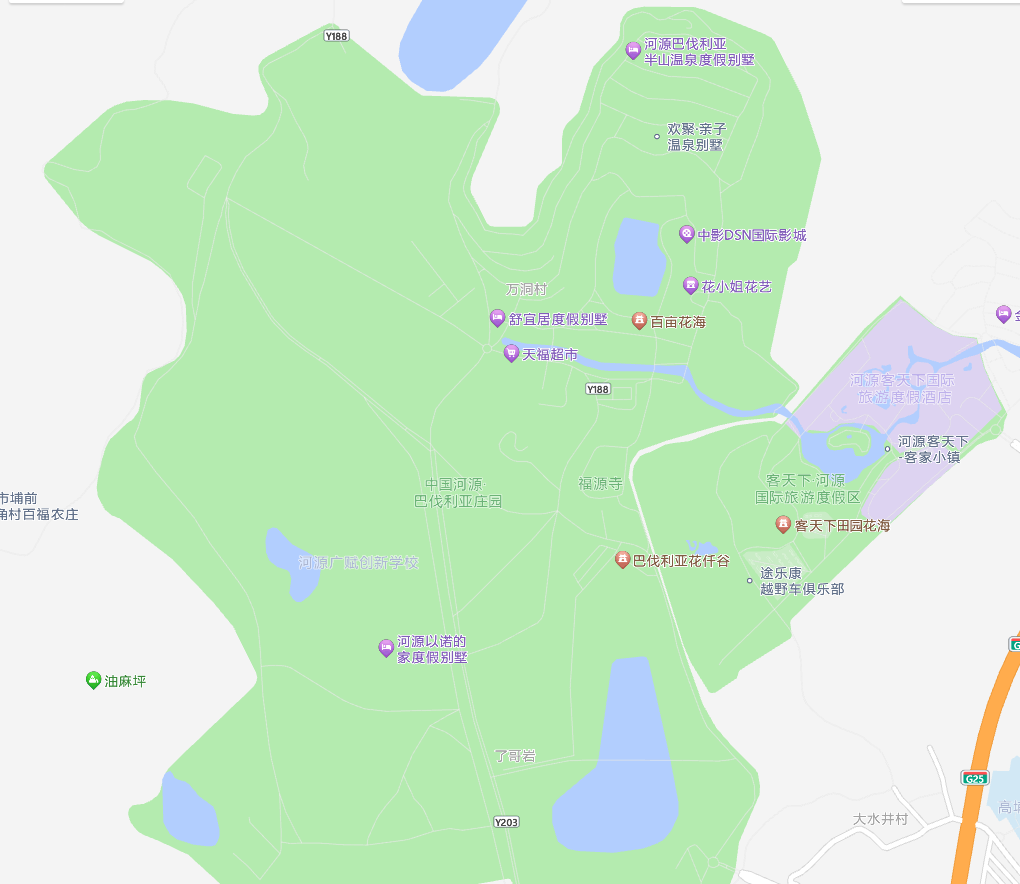 Y188
河源巴伐利亚
半山温泉度假别墅
欢聚·亲子
温泉别墅
中影DSN国际影城
花小姐花艺
万洞村
舒宜居度假别墅
百亩花海
天福超市
Y188
河源客天下国际
旅游度假酒店
河源客天下
-客家小镇
中国河源
巴伐利亚庄园
福源寺
客天下·河源
国际旅游度假区
市埔前
角村百福农庄
客天下田园花海
河源广赋创新学校
巴伐利亚花仟谷
途乐康
越野车俱乐部
河源以诺的
家度假别墅
油麻坪
了哥岩
G25
Y203
大水井村